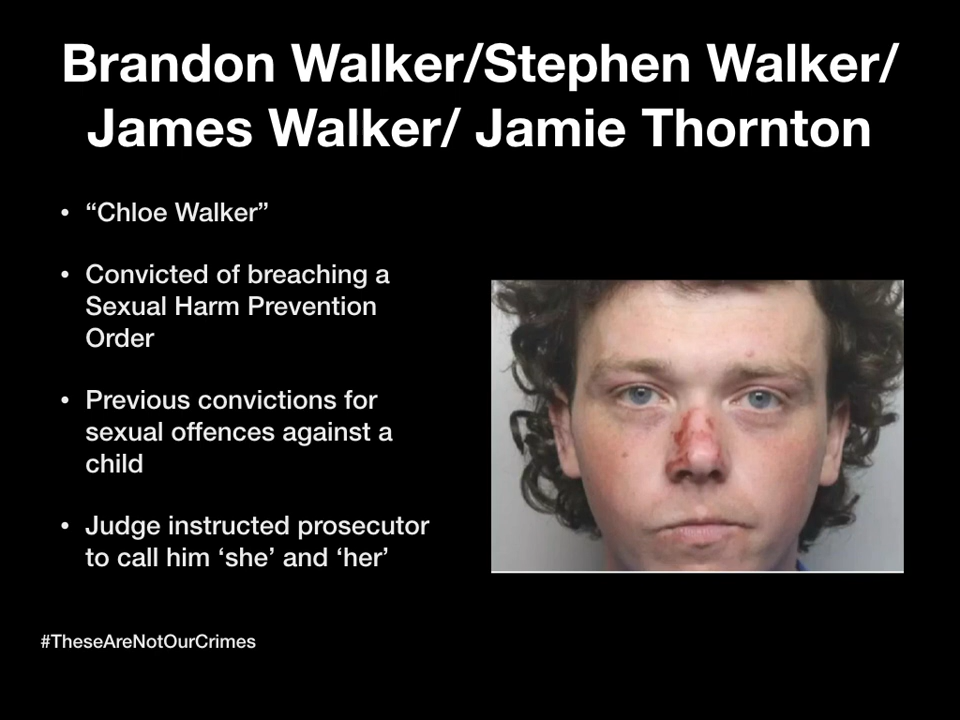 Brandon Walker/Stephen Walker/
James Walker/ Jamie Thornton
• “Chloe Walker”
• Convicted of breaching a
Sexual Harm Prevention
Order
• Previous convictions for
sexual offences against a
child
• Judge instructed prosecutor
to call him ‘she’ and ‘her’
#TheseAreNotOurCrimes